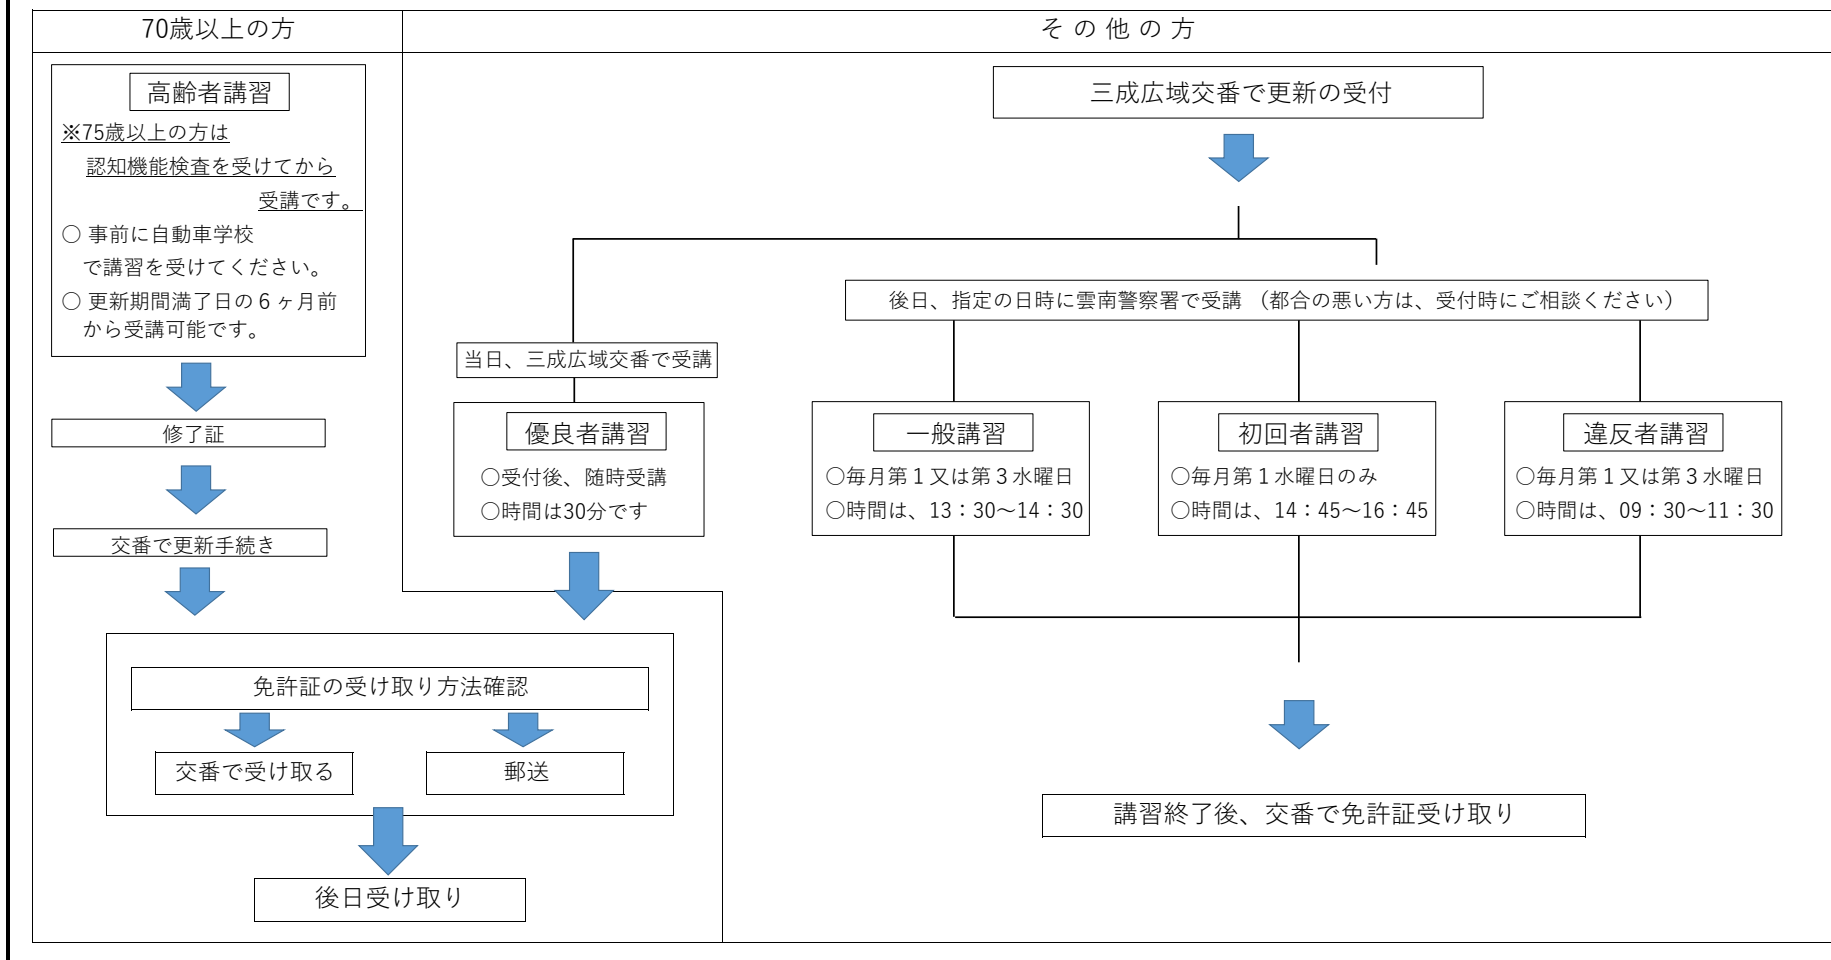 70歳以上の方
そ の 他 の 方
高齢者講習
※75歳以上の方は
認知機能検査を受けてから
受講です。
○ 事前に自動車学校
で講習を受けてください。
○ 更新期間満了日の６ヶ月前
から受講可能です。
修了証
交番で更新手続き
三成広域交番で更新の受付
当日、三成広域交番で受講
優良者講習
○受付後、随時受講
○時間は30分です
後日、指定の日時に雲南警察署で受講 （都合の悪い方は、受付時にご相談ください）
一般講習
○毎月第１又は第３水曜日
○時間は、13：30～14：30
初回者講習
○毎月第１水曜日のみ
○時間は、14：45～16：45
違反者講習
○毎月第１又は第３水曜日
○時間は、09：30～11：30
免許証の受け取り方法確認
交番で受け取る
郵送
後日受け取り
講習終了後、交番で免許証受け取り